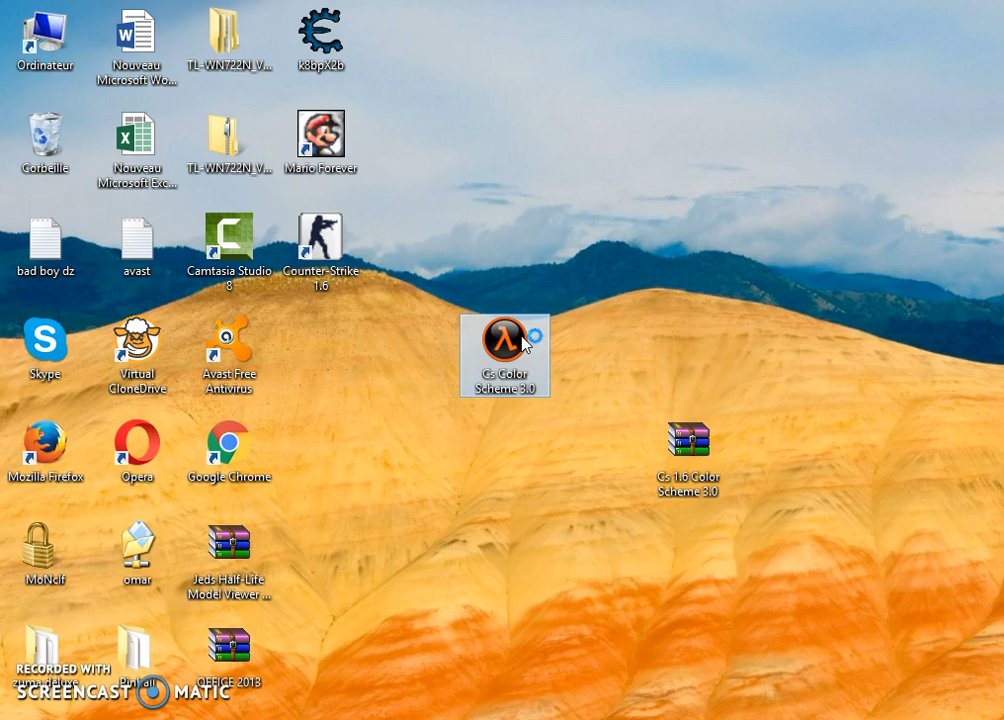 Ordinateur
Nouveau
Microsoft Wo...
TL-WN722N_V...
k8bpX2b
Corbeille
Nouveau
Microsoft Exc...
TL-WN722N_V...
Mario Forever
bad boy dz
avast
Camtasia Studio
8
Counter-Strike
1.6
Skype
Virtual
CloneDrive
Avast Free
Antivirus
Cs Color
Scheme 3.0
Mozilla Firefox
Opera
Google Chrome
Cs 1.6 Color
Scheme 3.0
MoNclf
omar
Jeds Half-Life
Model Viewer ...
zuma deluxe
Pinball
OFFICE 2013
RECORDED WITH
SCREENCAST MATIC